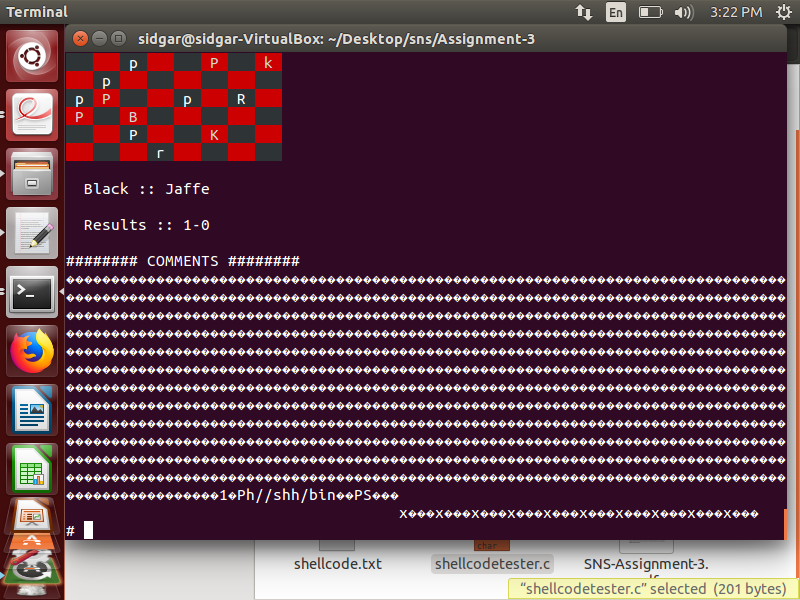 Terminal
En
3:22 PM
sidgar@sidgar-VirtualBox: ~/Desktop/sns/Assignment-3
p P k
p
p P p R
P B
P K
r
Black :: Jaffe
Results :: 1-0
######## COMMENTS ########
1�Ph//shh/bin��PS���
X���X���X���X���X���X���X���X���X���X���
#
char
shellcode.txt
shellcodetester.c
SNS-Assignment-3.
“shellcodetester.c” selected (201 bytes)